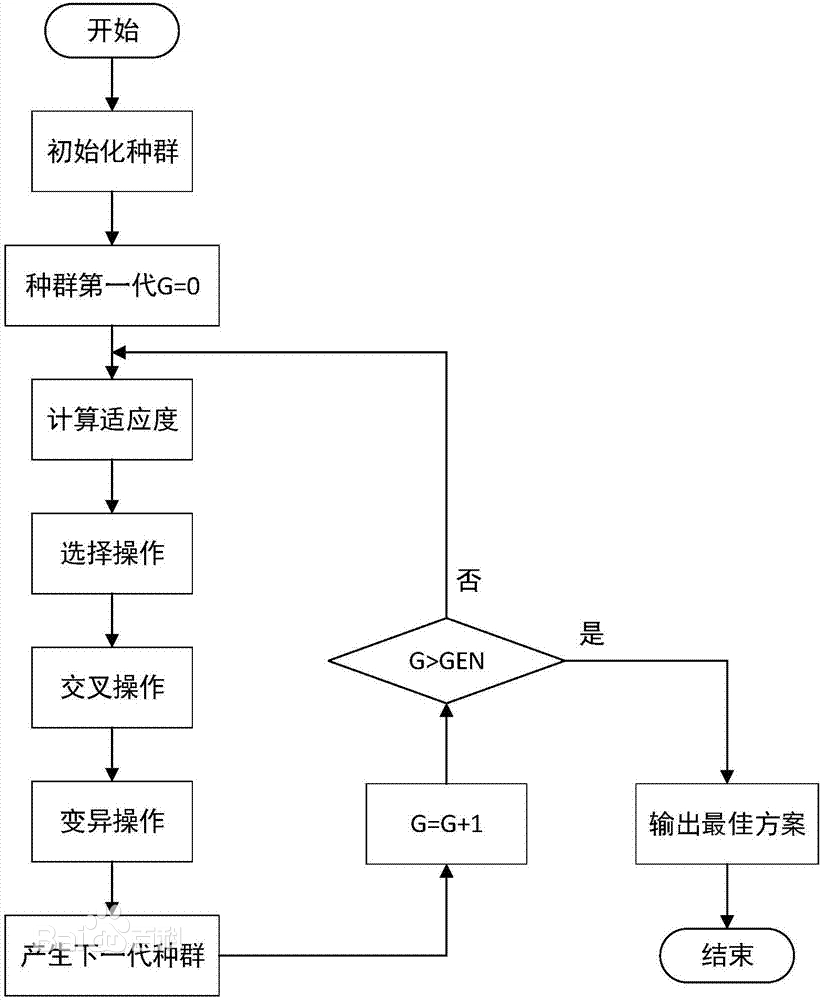 开始
初始化种群
种群第一代G=0
计算适应度
选择操作
交叉操作
变异操作
产生下一代种群
否
是
G>GEN
G=G+1
输出最佳方案
结束
Baidu百科